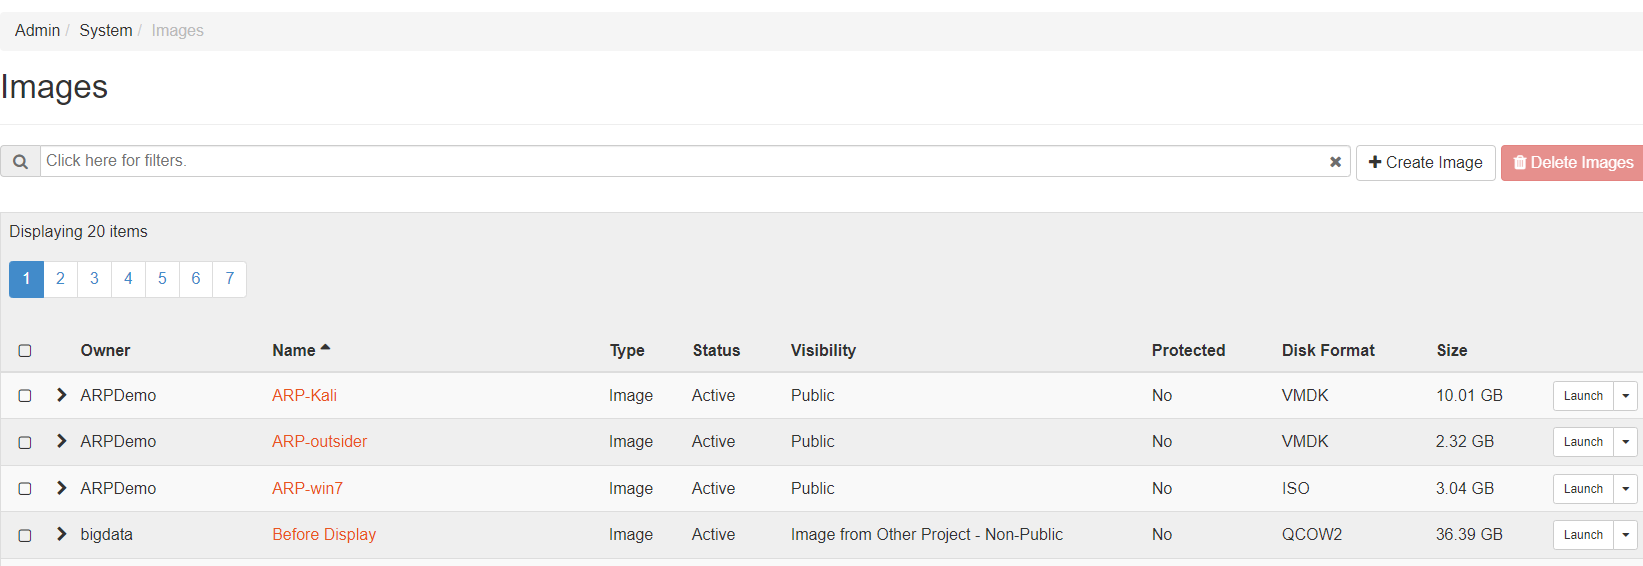 Admin / System / Images
Images
Click here for filters.
Create Image
Delete Images
Displaying 20 items
1 2 3 4 5 6 7
Owner Name Type Status Visibility Protected Disk Format Size
ARPDemo ARP-Kali Image Active Public No VMDK 10.01 GB Launch
ARPDemo ARP-outsider Image Active Public No VMDK 2.32 GB Launch
ARPDemo ARP-win7 Image Active Public No ISO 3.04 GB Launch
bigdata Before Display Image Active Image from Other Project - Non-Public No QCOW2 36.39 GB Launch